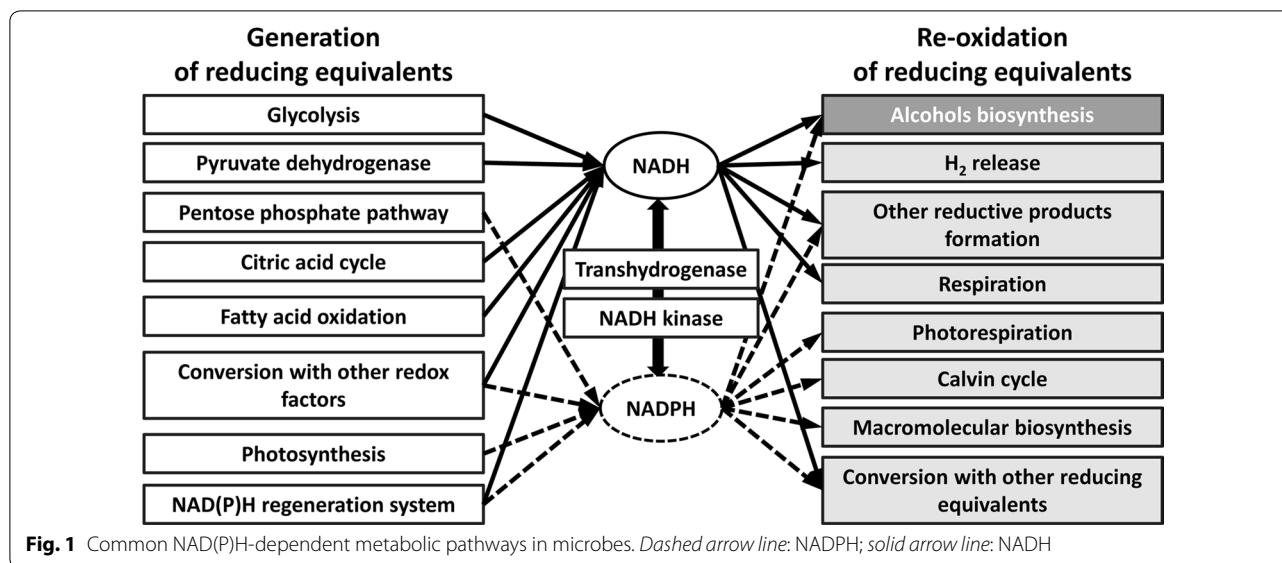 Generation
of reducing equivalents
Glycolysis
Pyruvate dehydrogenase
Pentose phosphate pathway
Citric acid cycle
Fatty acid oxidation
Conversion with other redox
factors
Photosynthesis
NAD(P)H regeneration system
NADH
Transhydrogenase
NADH kinase
NADPH
Re-oxidation
of reducing equivalents
Alcohols biosynthesis
H₂ release
Other reductive products
formation
Respiration
Photorespiration
Calvin cycle
Macromolecular biosynthesis
Conversion with other reducing
equivalents
Fig. 1 Common NAD(P)H-dependent metabolic pathways in microbes. Dashed arrow line: NADPH; solid arrow line: NADH